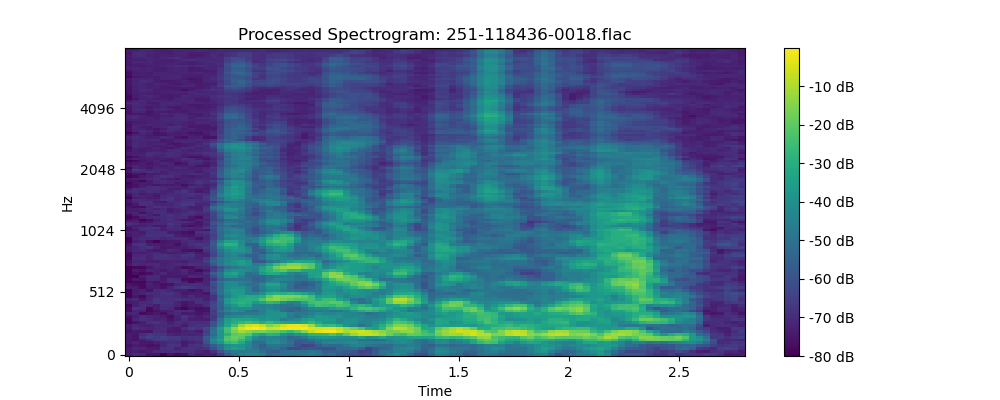 Processed Spectrogram: 251-118436-0018.flac
Hz
4096
2048
1024
512
0
0
0.5
1
1.5
2
2.5
Time
-10 dB
-20 dB
-30 dB
-40 dB
-50 dB
-60 dB
-70 dB
-80 dB